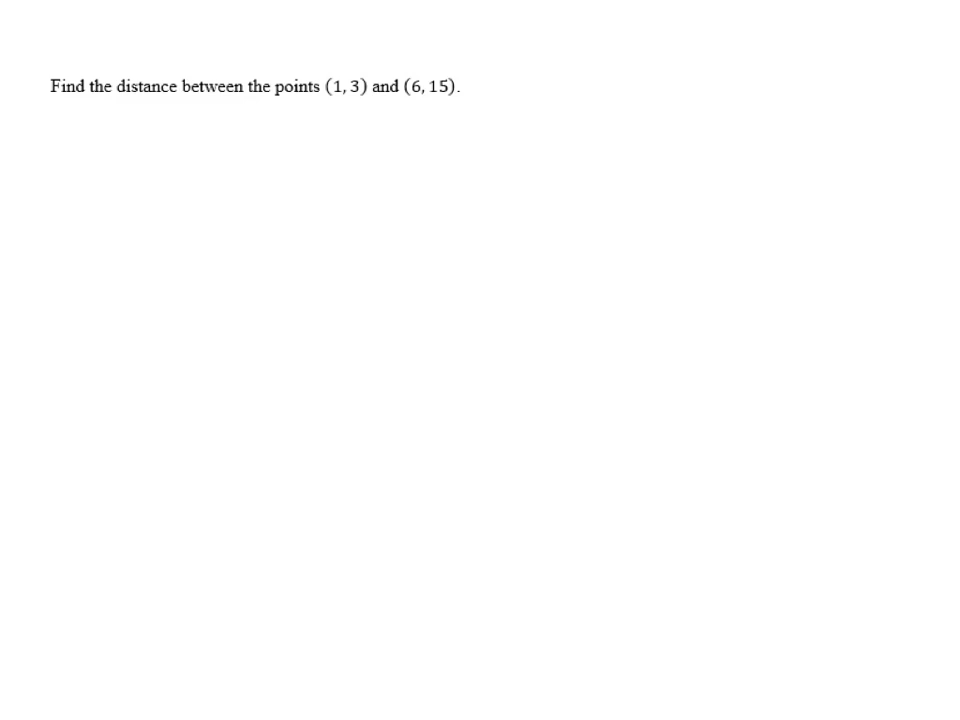 Find the distance between the points (1, 3) and (6, 15).